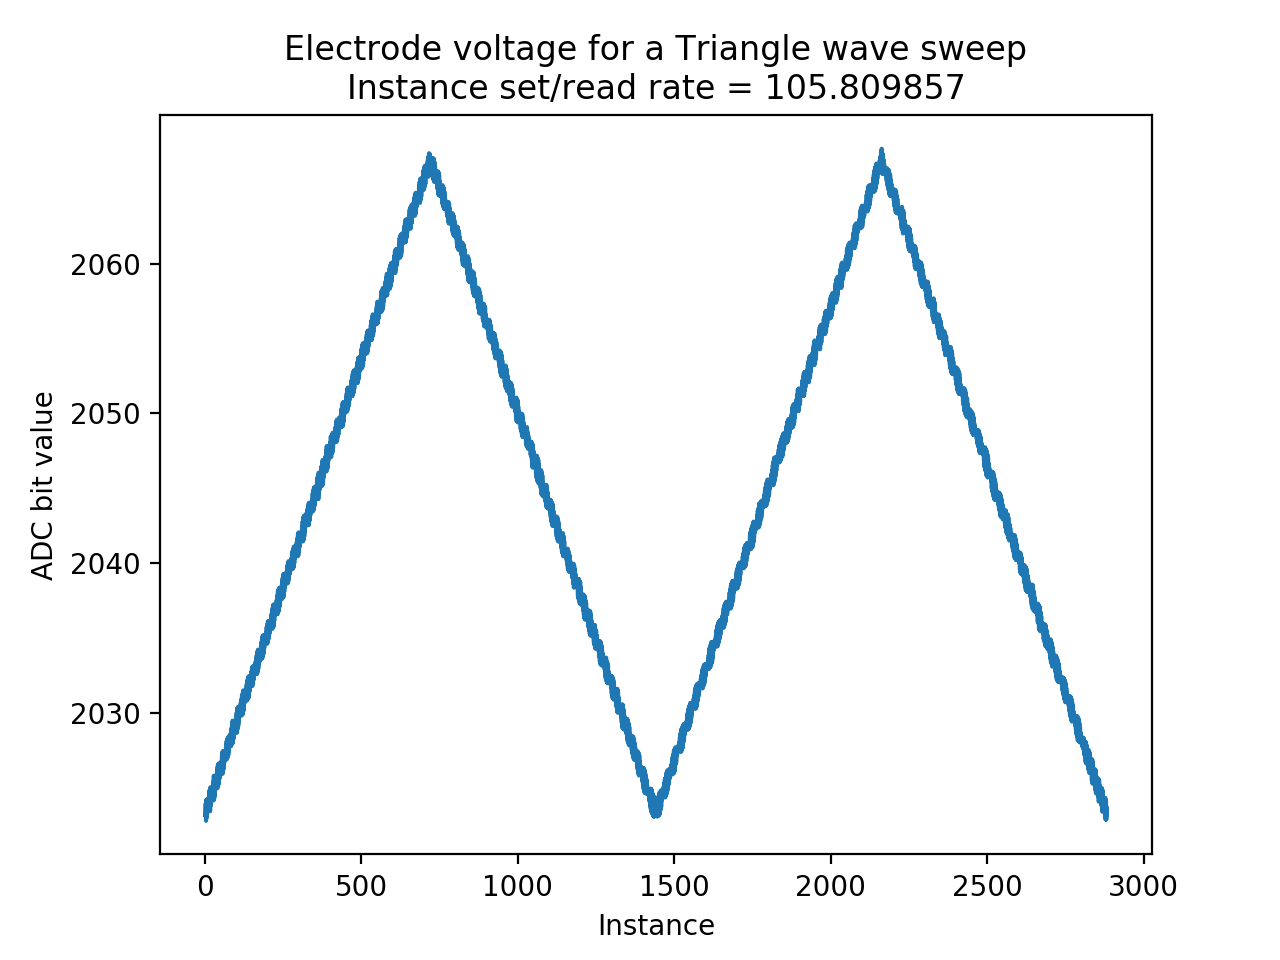 Electrode voltage for a Triangle wave sweep
Instance set/read rate = 105.809857
ADC bit value
2060
2050
2040
2030
0 500 1000 1500 2000 2500 3000
Instance